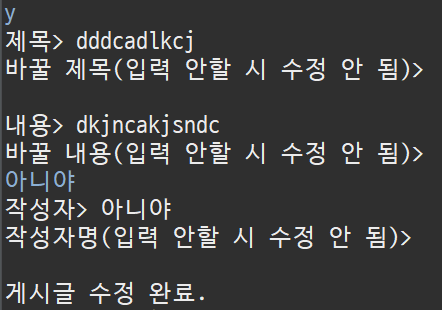 y
제목> dddcadlkcj
바꿀 제목(입력 안할 시 수정 안 됨)>
내용> dkjncakjsndc
바꿀 내용(입력 안할 시 수정 안 됨)>
아니야
작성자> 아니야
작성자명(입력 안할 시 수정 안 됨)>
게시글 수정 완료.